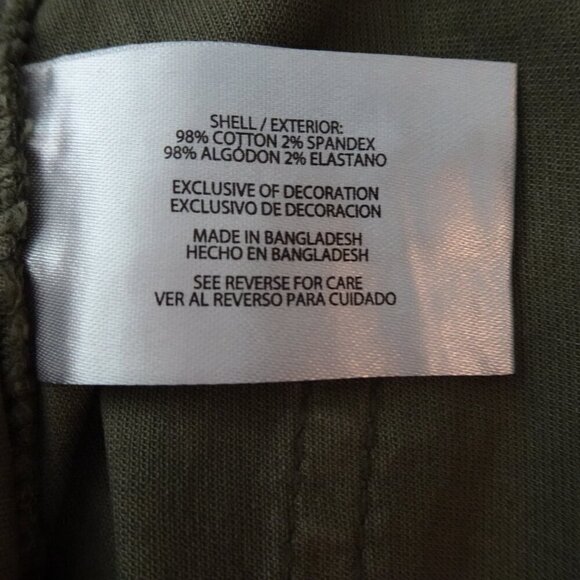 SHELL / EXTERIOR:
98% COTTON 2% SPANDEX
98% ALGODON 2% ELASTANO
EXCLUSIVE OF DECORATION
EXCLUSIVO DE DECORACION
MADE IN BANGLADESH
HECHO EN BANGLADESH
SEE REVERSE FOR CARE
VER AL REVERSO PARA CUIDADO